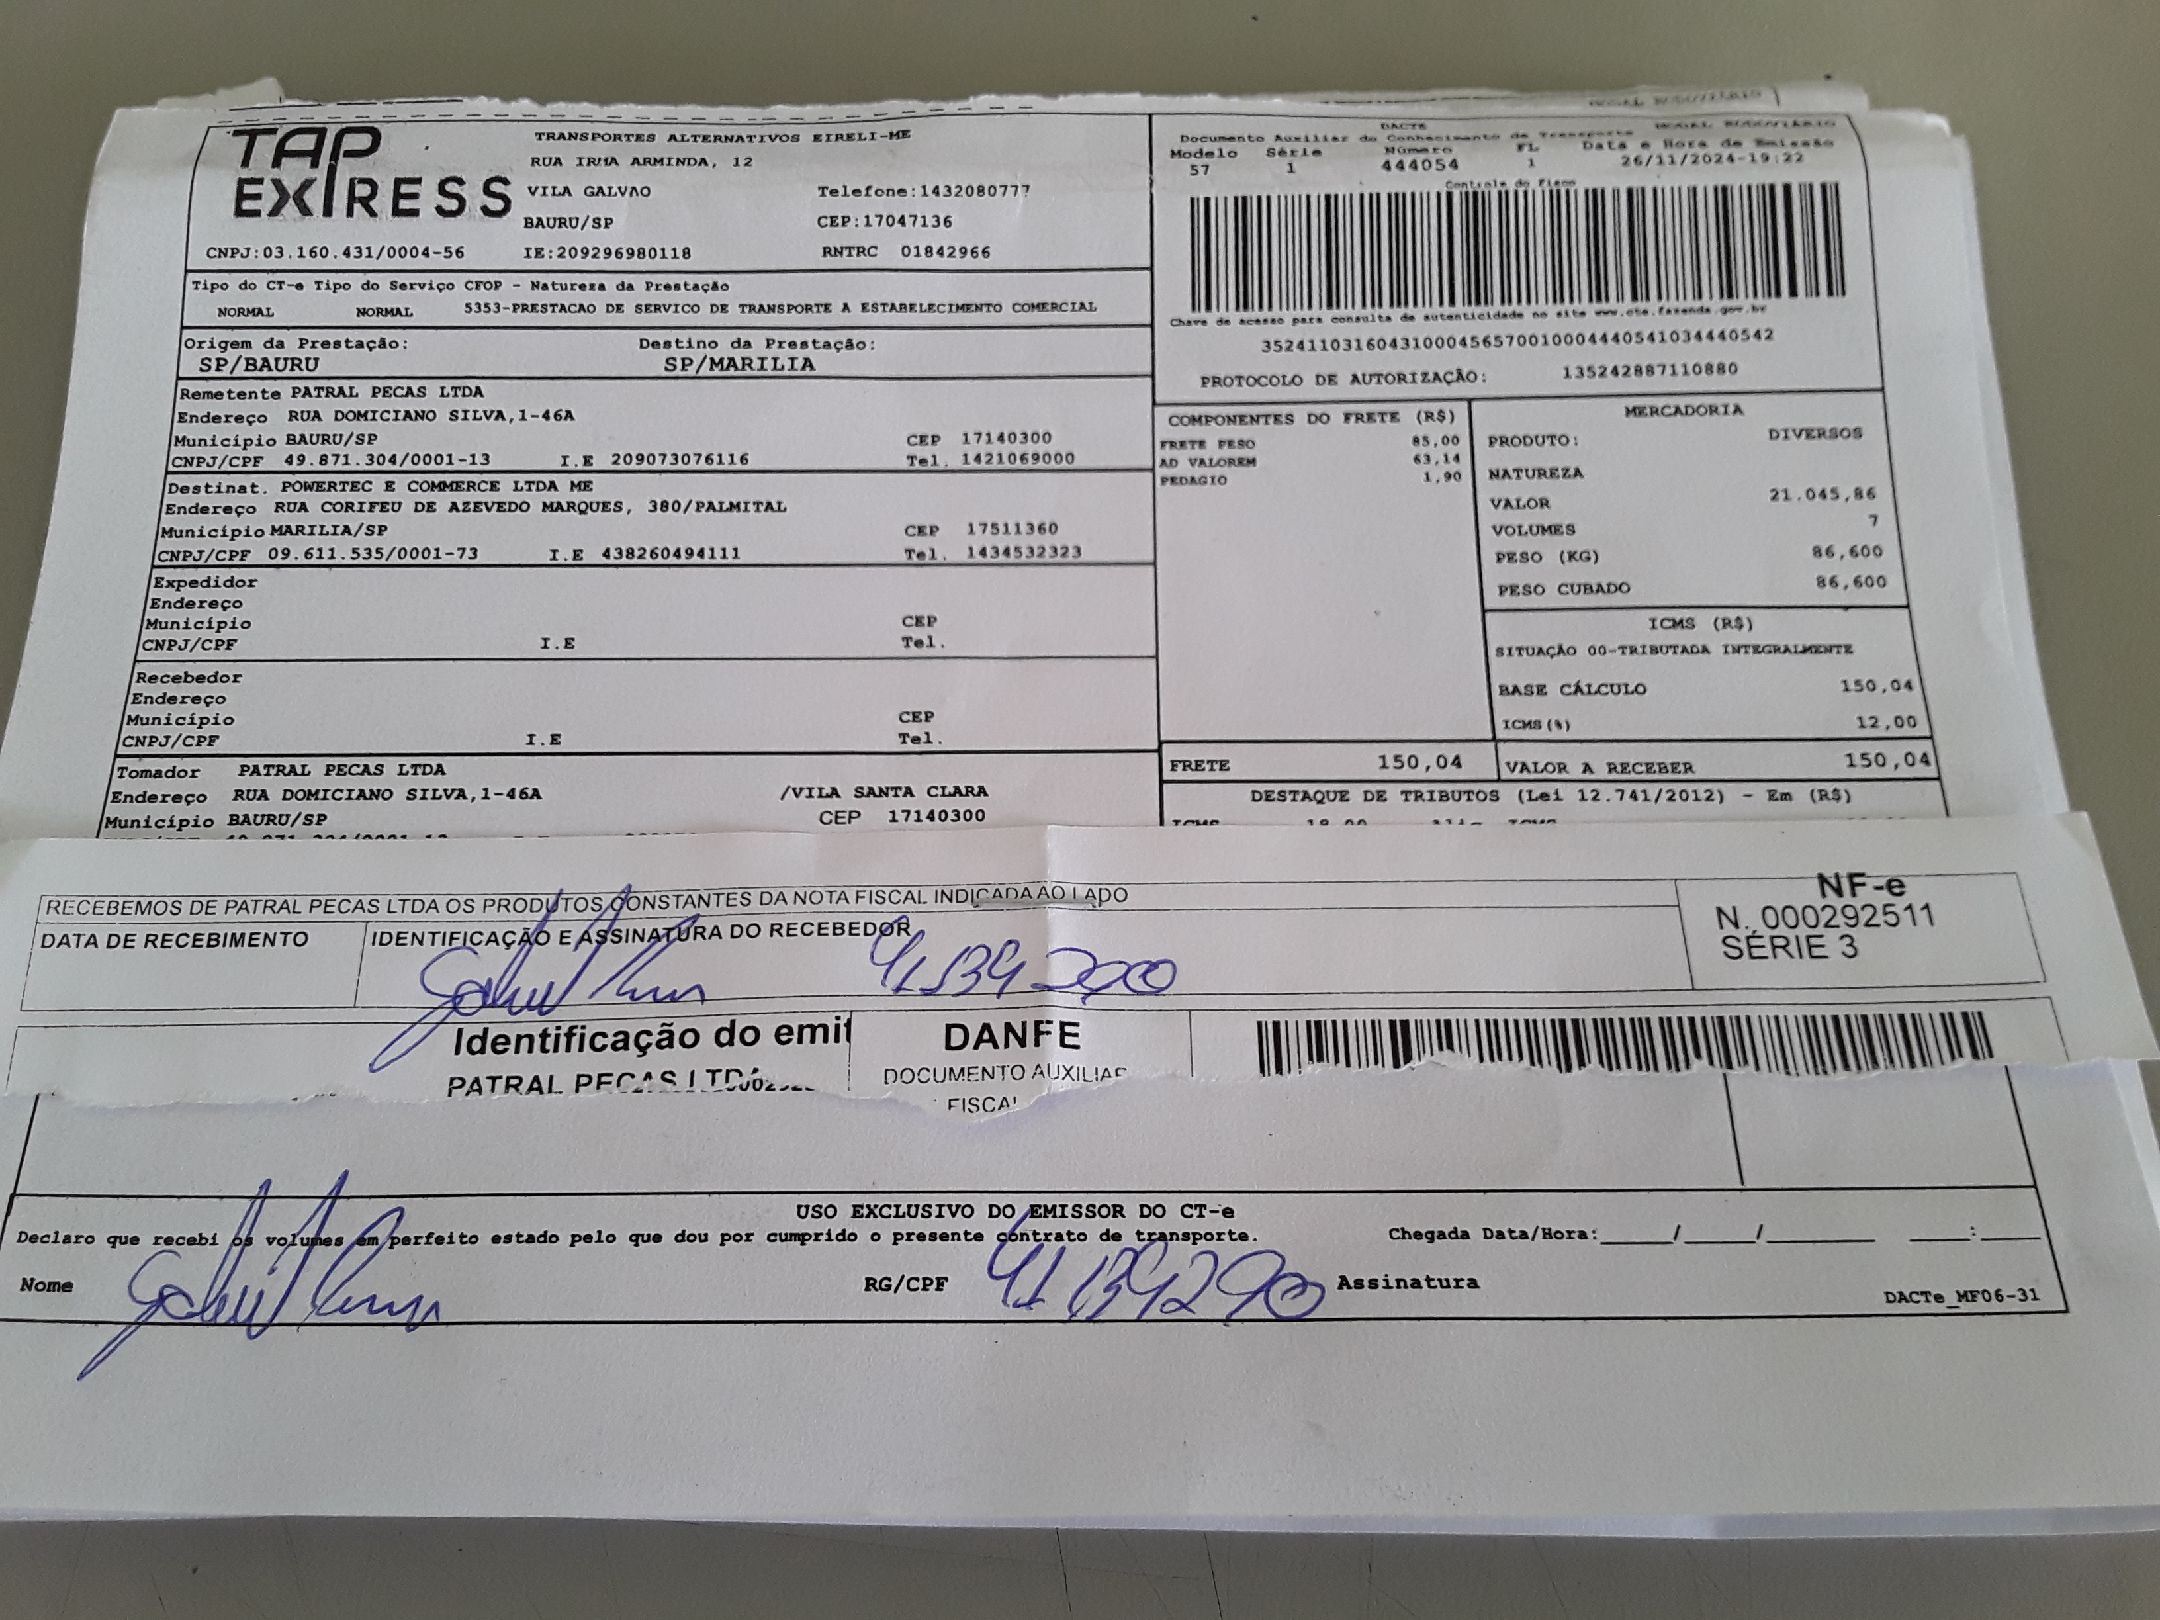 TAP EXPRESS
TRANSPORTES ALTERNATIVOS EIRELI-ME
RUA IRMA ARMINDA, 12
VILA GALVAO Telefone:1432080777
BAURU/SP CEP:17047136
CNPJ:03.160.431/0004-56 IE:209296980118 RNTRC 01842966
Tipo do CT-e Tipo do Serviço CFOP - Natureza da Prestação
NORMAL NORMAL 5353-PRESTACAO DE SERVICO DE TRANSPORTE A ESTABELECIMENTO COMERCIAL
Origem da Prestação: Destino da Prestação:
SP/BAURU SP/MARILIA
Remetente PATRAL PECAS LTDA
Endereço RUA DOMICIANO SILVA,1-46A
Município BAURU/SP CEP 17140300
CNPJ/CPF 49.871.304/0001-13 I.E 209073076116 Tel. 1421069000
Destinat. POWERTEC E COMMERCE LTDA ME
Endereço RUA CORIFEU DE AZEVEDO MARQUES, 380/PALMITAL
Município MARILIA/SP CEP 17511360
CNPJ/CPF 09.611.535/0001-73 I.E 438260494111 Tel. 1434532323
Expedidor
Endereço
Município CEP
CNPJ/CPF I.E Tel.
Recebedor
Endereço
Município CEP
CNPJ/CPF I.E Tel.
Tomador PATRAL PECAS LTDA
Endereço RUA DOMICIANO SILVA,1-46A /VILA SANTA CLARA
Município BAURU/SP CEP 17140300
DACTE
Documento Auxiliar do Conhecimento de Transporte
Modelo Série Número FL Data e Hora de Emissão
57 1 444054 1 26/11/2024-19:22
Controle do Fisco
Chave de acesso para consulta de autenticidade no site www.cte.fazenda.gov.br
35241103160431000456570010004440541034440542
PROTOCOLO DE AUTORIZAÇÃO: 135242887110880
COMPONENTES DO FRETE (R$)
FRETE PESO 85,00
AD VALOREM 63,14
PEDAGIO 1,90
MERCADORIA
PRODUTO: DIVERSOS
NATUREZA
VALOR 21.045,86
VOLUMES 7
PESO (KG) 86,600
PESO CUBADO 86,600
ICMS (R$)
SITUAÇÃO 00-TRIBUTADA INTEGRALMENTE
BASE CÁLCULO 150,04
ICMS(%) 12,00
FRETE 150,04 VALOR A RECEBER 150,04
DESTAQUE DE TRIBUTOS (Lei 12.741/2012) - Em (R$)
RECEBEMOS DE PATRAL PECAS LTDA OS PRODUTOS CONSTANTES DA NOTA FISCAL INDICADA AO LADO
DATA DE RECEBIMENTO IDENTIFICAÇÃO E ASSINATURA DO RECEBEDOR
NF-e
N. 000292511
SÉRIE 3
Identificação do emit
PATRAL PECAS LTDA
DANFE
DOCUMENTO AUXILIAR
FISCAL
USO EXCLUSIVO DO EMISSOR DO CT-e
Declaro que recebi os volumes em perfeito estado pelo que dou por cumprido o presente contrato de transporte. Chegada Data/Hora:____/____/____ ____:____
Nome RG/CPF Assinatura
DACTe_MF06-31